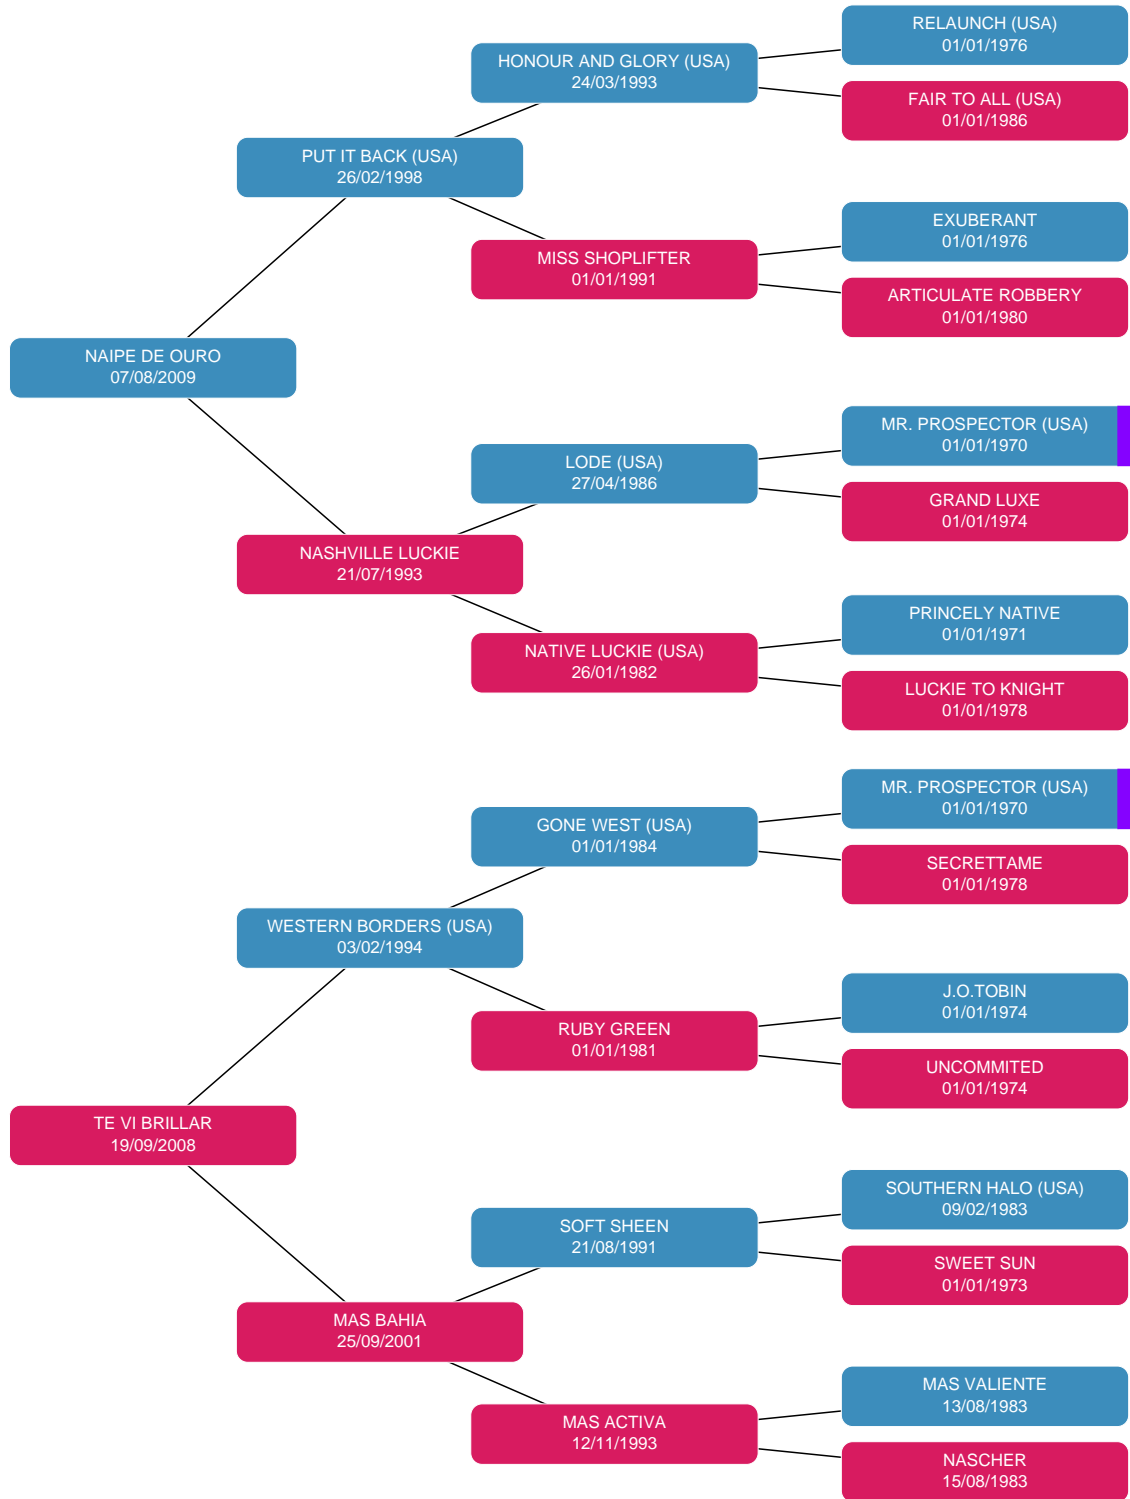 RELAUNCH (USA)
01/01/1976
HONOUR AND GLORY (USA)
24/03/1993
FAIR TO ALL (USA)
01/01/1986
PUT IT BACK (USA)
26/02/1998
EXUBERANT
01/01/1976
MISS SHOPLIFTER
01/01/1991
ARTICULATE ROBBERY
01/01/1980
NAIPE DE OURO
07/08/2009
MR. PROSPECTOR (USA)
01/01/1970
LODE (USA)
27/04/1986
GRAND LUXE
01/01/1974
NASHVILLE LUCKIE
21/07/1993
PRINCELY NATIVE
01/01/1971
NATIVE LUCKIE (USA)
26/01/1982
LUCKIE TO KNIGHT
01/01/1978
MR. PROSPECTOR (USA)
01/01/1970
GONE WEST (USA)
01/01/1984
SECRETTAME
01/01/1978
WESTERN BORDERS (USA)
03/02/1994
J.O.TOBIN
01/01/1974
RUBY GREEN
01/01/1981
UNCOMMITED
01/01/1974
TE VI BRILLAR
19/09/2008
SOUTHERN HALO (USA)
09/02/1983
SOFT SHEEN
21/08/1991
SWEET SUN
01/01/1973
MAS BAHIA
25/09/2001
MAS VALIENTE
13/08/1983
MAS ACTIVA
12/11/1993
NASCHER
15/08/1983